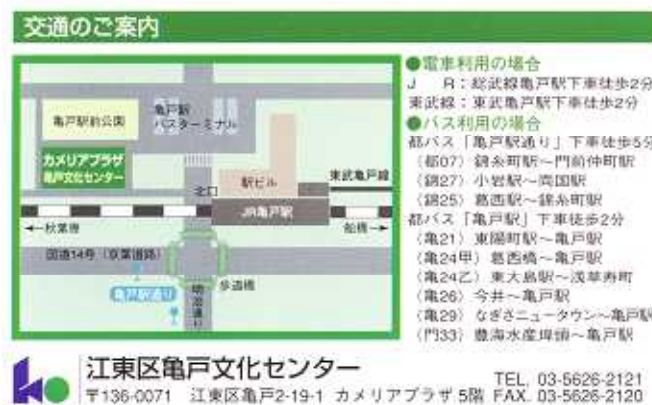 交通のご案内
亀戸駅前公園
亀戸駅
バスターミナル
カメリアプラザ
亀戸文化センター
北口
駅ビル
東武亀戸線
JR亀戸駅
←秋葉原
船橋→
国道14号（京葉道路）
亀戸駅通り
明治通り
歩道橋
●電車利用の場合
J R：総武線亀戸駅下車徒歩2分
東武線：東武亀戸駅下車徒歩2分
●バス利用の場合
都バス「亀戸駅通り」下車徒歩5分
（都07）錦糸町駅～門前仲町駅
（錦27）小岩駅～両国駅
（錦25）葛西駅～錦糸町駅
都バス「亀戸駅」下車徒歩2分
（亀21）東陽町駅～亀戸駅
（亀24甲）葛西橋～亀戸駅
（亀24乙）東大島駅～浅草寿町
（亀26）今井～亀戸駅
（亀29）なぎさニュータウン～亀戸駅
（門33）豊海水産埠頭～亀戸駅
江東区亀戸文化センター
〒136-0071 江東区亀戸2-19-1 カメリアプラザ5階
TEL. 03-5626-2121
FAX. 03-5626-2120